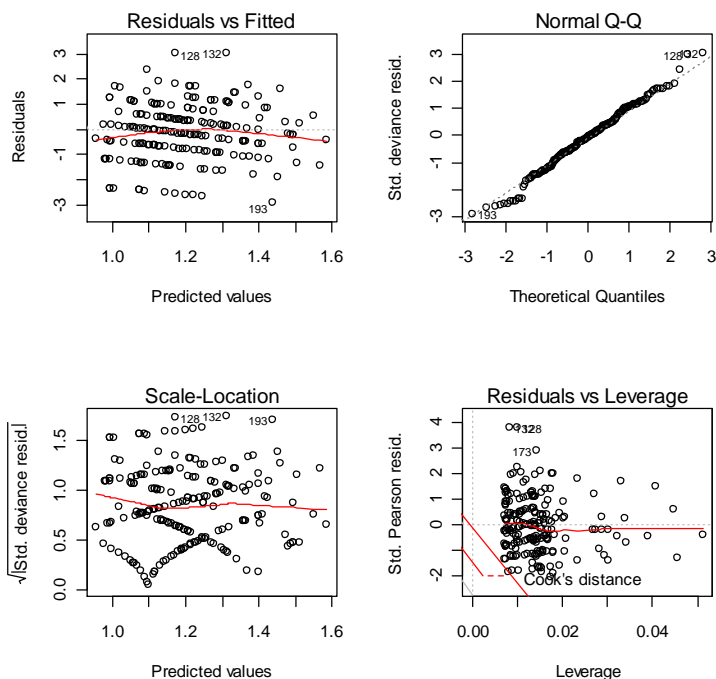 Residuals vs Fitted
Residuals
3
2
1
-1
-3
128
132
193
1.0 1.2 1.4 1.6
Predicted values
Normal Q-Q
Std. deviance resid.
3
2
1
0
-1
-3
128
132
193
-3 -2 -1 0 1 2 3
Theoretical Quantiles
Scale-Location
√|Std. deviance resid.|
1.5
1.0
0.5
0.0
128
132
193
1.0 1.2 1.4 1.6
Predicted values
Residuals vs Leverage
Std. Pearson resid.
4
3
2
1
0
-2
132
128
173
Cook's distance
0.00 0.02 0.04
Leverage